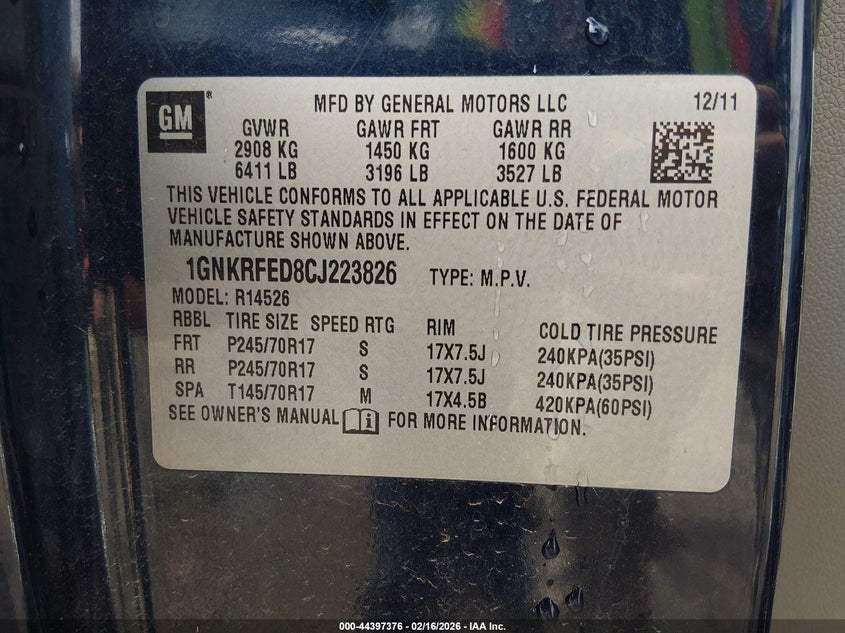 GM®
MFD BY GENERAL MOTORS LLC 12/11
GVWR GAWR FRT GAWR RR
2908 KG 1450 KG 1600 KG
6411 LB 3196 LB 3527 LB
THIS VEHICLE CONFORMS TO ALL APPLICABLE U.S. FEDERAL MOTOR
VEHICLE SAFETY STANDARDS IN EFFECT ON THE DATE OF
MANUFACTURE SHOWN ABOVE.
1GNKRFED8CJ223826 TYPE: M.P.V.
MODEL: R14526
RBBL TIRE SIZE SPEED RTG RIM COLD TIRE PRESSURE
FRT P245/70R17 S 17X7.5J 240KPA(35PSI)
RR P245/70R17 S 17X7.5J 240KPA(35PSI)
SPA T145/70R17 M 17X4.5B 420KPA(60PSI)
SEE OWNER'S MANUAL i FOR MORE INFORMATION.
000-44397376 - 02/16/2026 - IAA Inc.